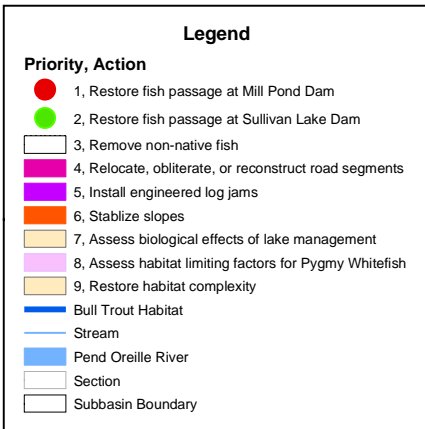 Legend
Priority, Action
1, Restore fish passage at Mill Pond Dam
2, Restore fish passage at Sullivan Lake Dam
3, Remove non-native fish
4, Relocate, obliterate, or reconstruct road segments
5, Install engineered log jams
6, Stablize slopes
7, Assess biological effects of lake management
8, Assess habitat limiting factors for Pygmy Whitefish
9, Restore habitat complexity
Bull Trout Habitat
Stream
Pend Oreille River
Section
Subbasin Boundary